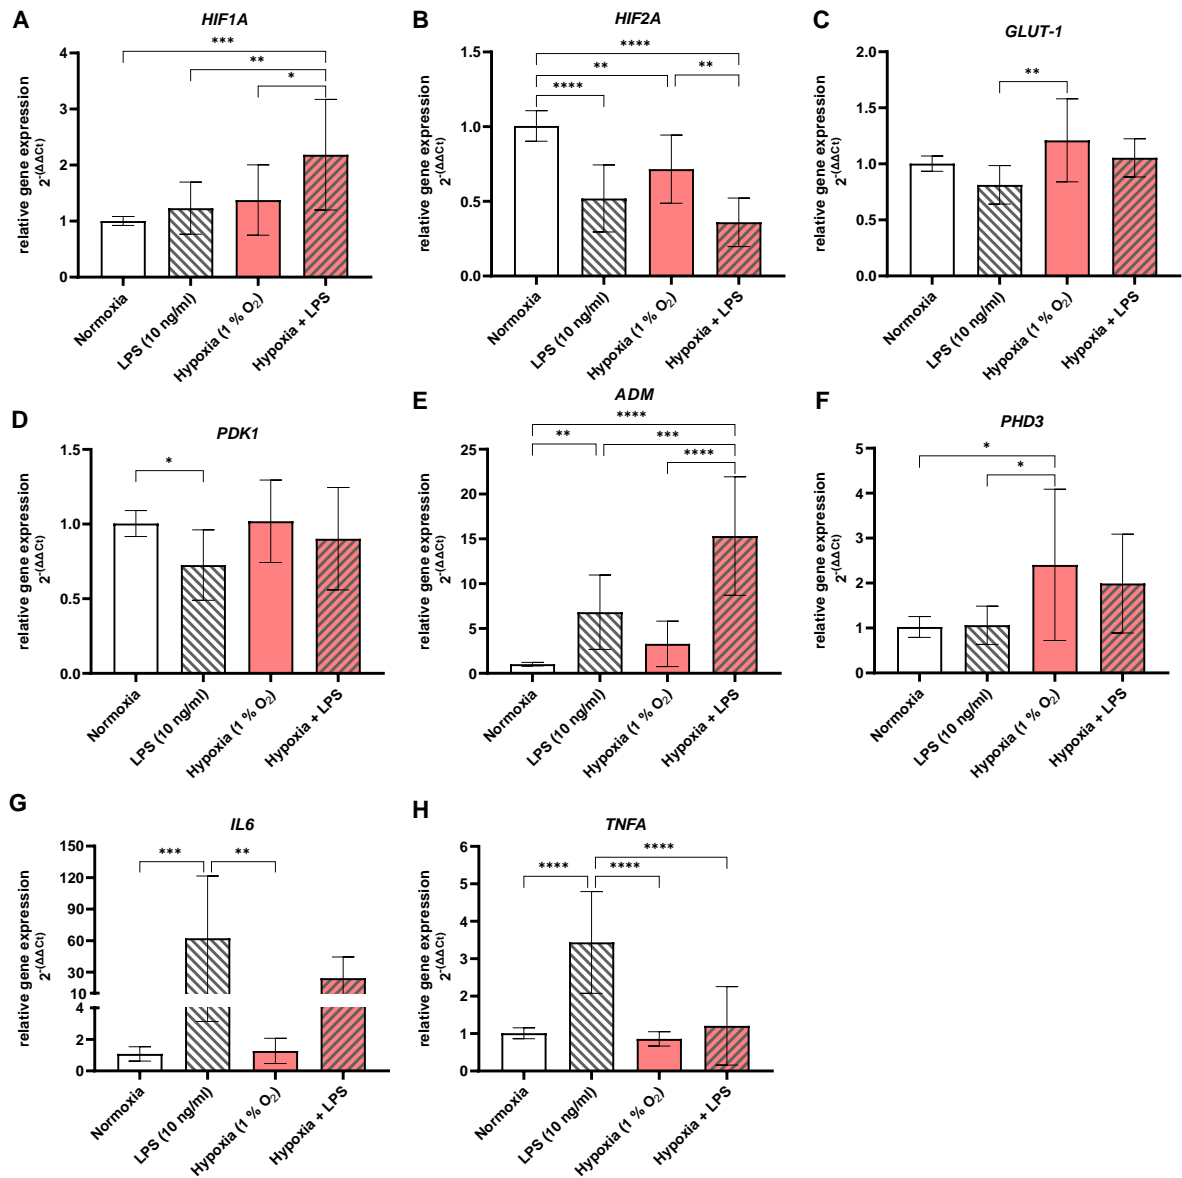 A
HIF1A
relative gene expression
2-(ΔΔCt)
4
3
2
1
0
***
**
*
Normoxia
LPS (10 ng/ml)
Hypoxia (1 % O2)
Hypoxia + LPS
B
HIF2A
relative gene expression
2-(ΔΔCt)
1.5
1.0
0.5
0.0
****
**
**
****
Normoxia
LPS (10 ng/ml)
Hypoxia (1 % O2)
Hypoxia + LPS
C
GLUT-1
relative gene expression
2-(ΔΔCt)
2.0
1.5
1.0
0.5
0.0
**
Normoxia
LPS (10 ng/ml)
Hypoxia (1 % O2)
Hypoxia + LPS
D
PDK1
relative gene expression
2-(ΔΔCt)
1.5
1.0
0.5
0.0
*
Normoxia
LPS (10 ng/ml)
Hypoxia (1 % O2)
Hypoxia + LPS
E
ADM
relative gene expression
2-(ΔΔCt)
25
20
15
10
5
0
****
**
***
****
Normoxia
LPS (10 ng/ml)
Hypoxia (1 % O2)
Hypoxia + LPS
F
PHD3
relative gene expression
2-(ΔΔCt)
5
4
3
2
1
0
*
*
Normoxia
LPS (10 ng/ml)
Hypoxia (1 % O2)
Hypoxia + LPS
G
IL6
relative gene expression
2-(ΔΔCt)
150
120
90
60
30
10
4
2
0
***
**
Normoxia
LPS (10 ng/ml)
Hypoxia (1 % O2)
Hypoxia + LPS
H
TNFA
relative gene expression
2-(ΔΔCt)
6
5
4
3
2
1
0
****
****
****
Normoxia
LPS (10 ng/ml)
Hypoxia (1 % O2)
Hypoxia + LPS